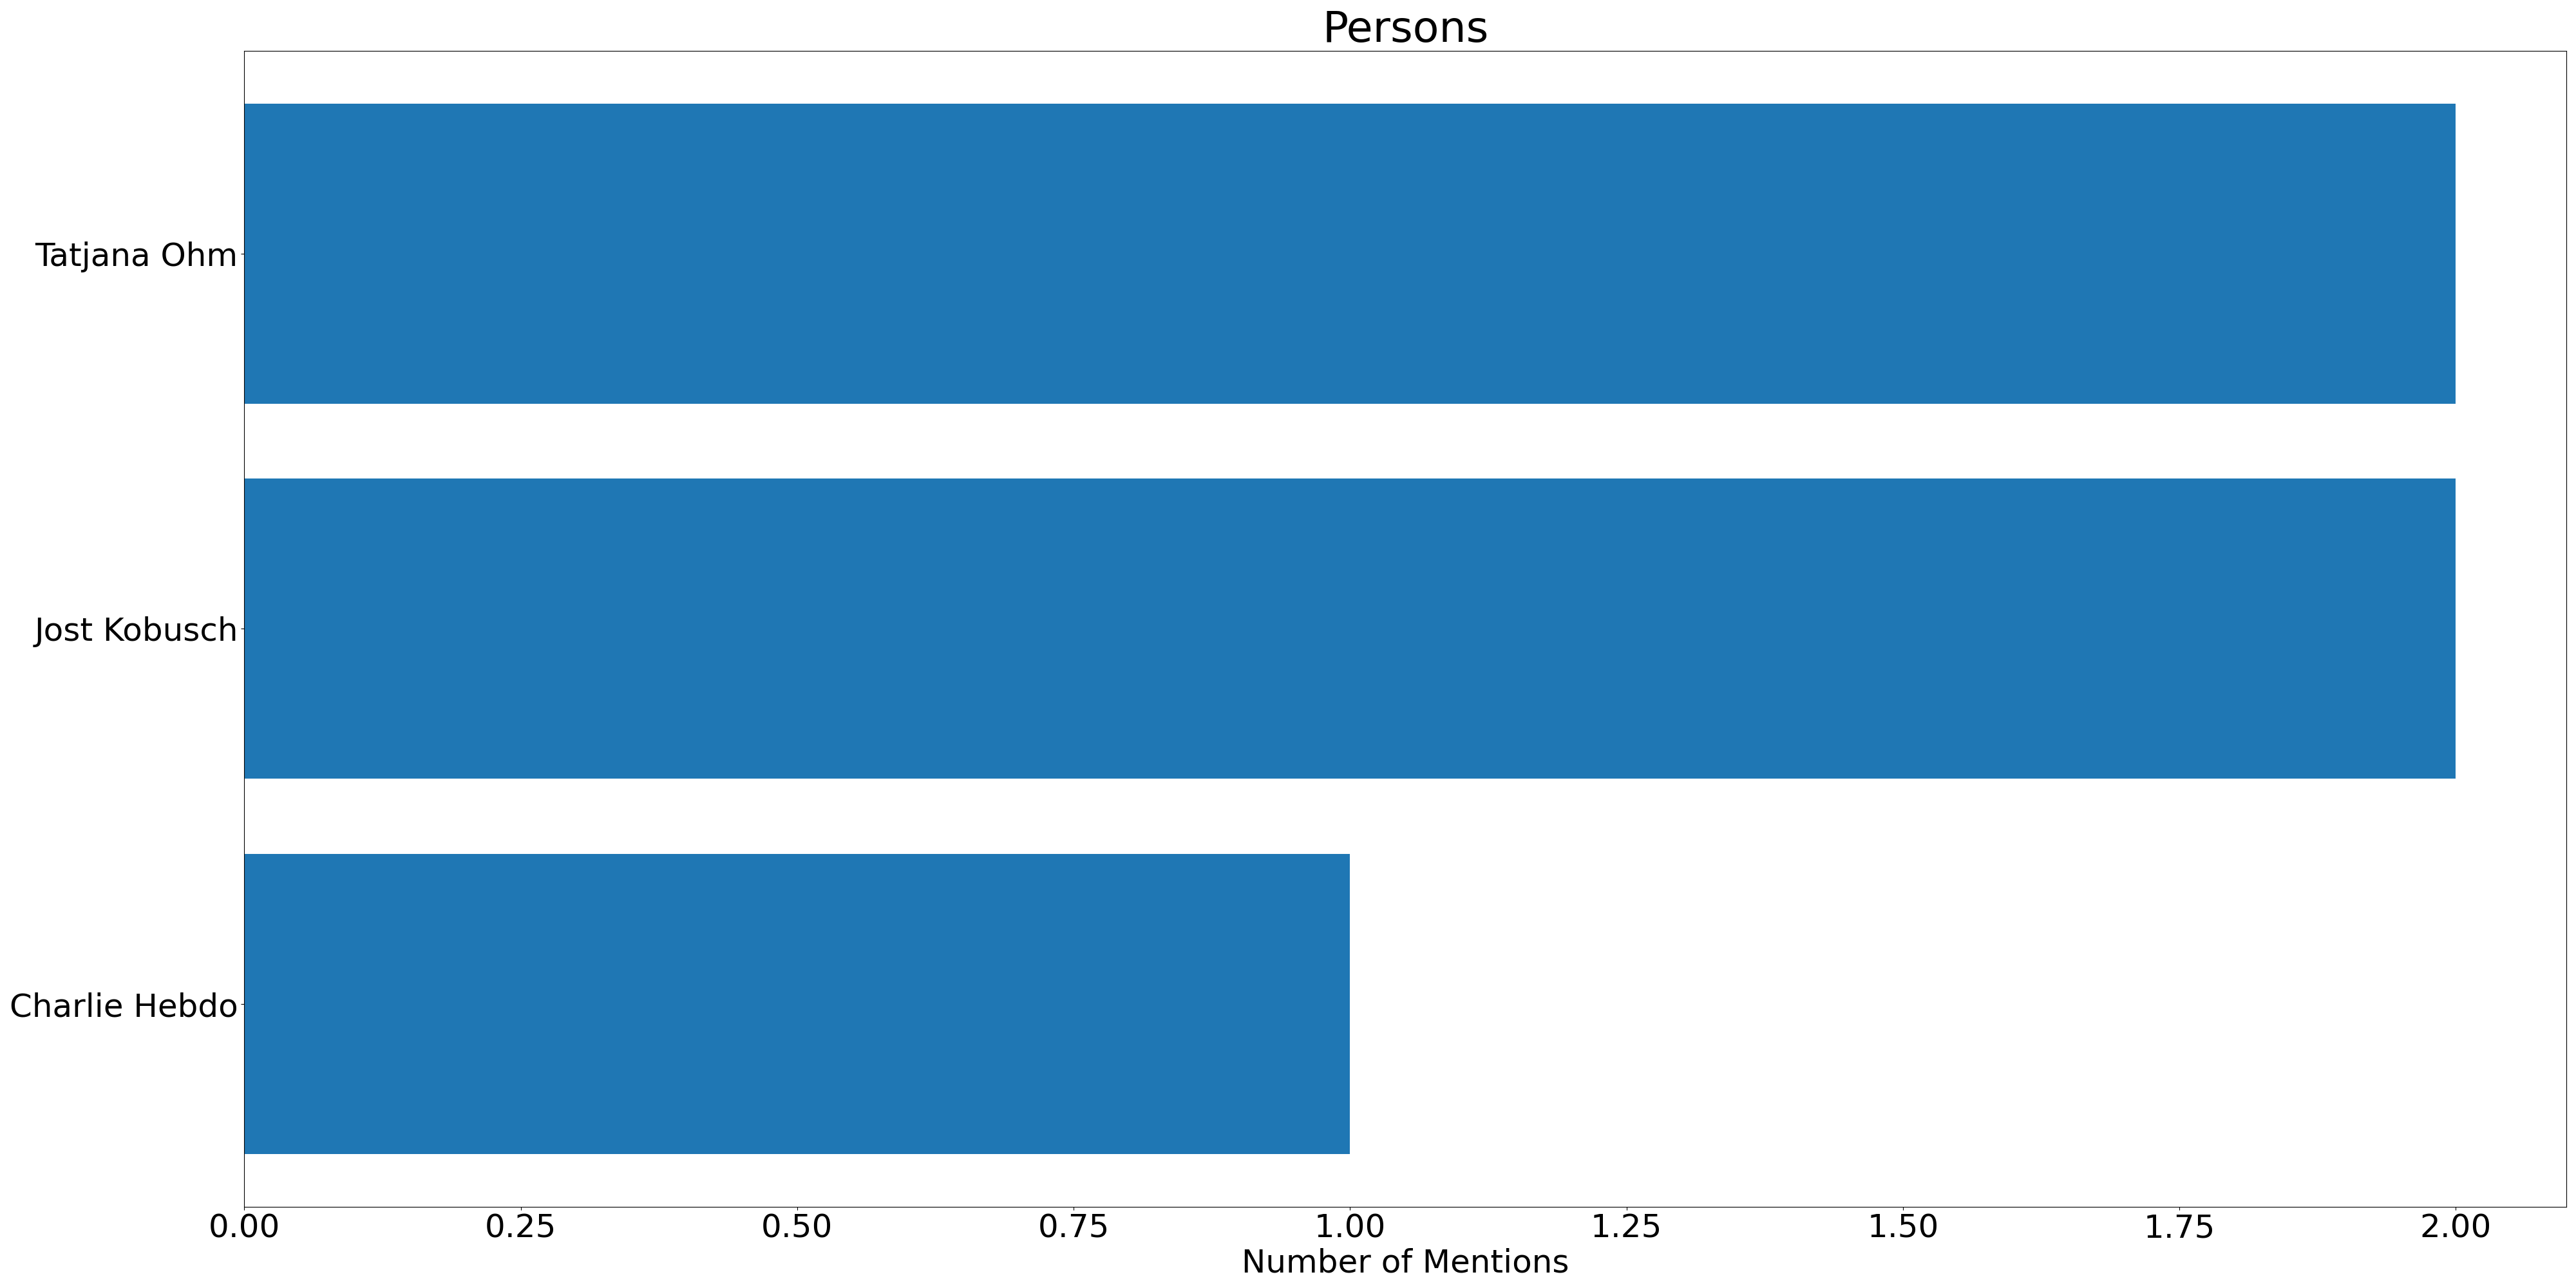 Persons
Tatjana Ohm
Jost Kobusch
Charlie Hebdo
0.00 0.25 0.50 0.75 1.00 1.25 1.50 1.75 2.00
Number of Mentions